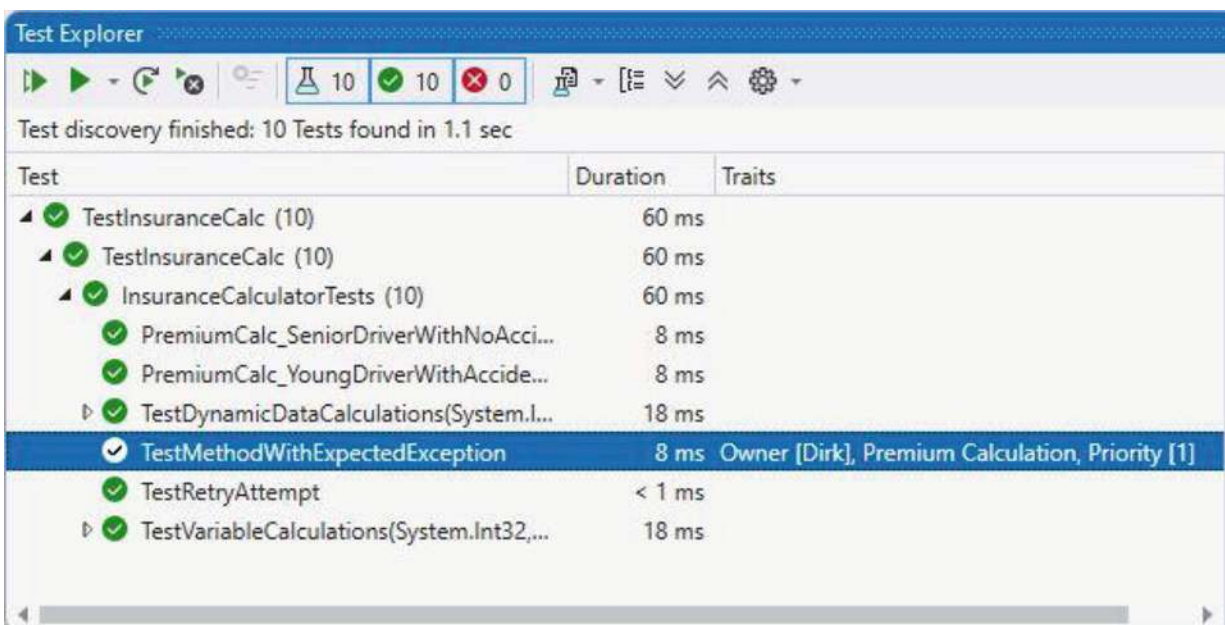 Test Explorer
10 10 0
Test discovery finished: 10 Tests found in 1.1 sec
Test Duration Traits
TestInsuranceCalc (10) 60 ms
TestInsuranceCalc (10) 60 ms
InsuranceCalculatorTests (10) 60 ms
PremiumCalc_SeniorDriverWithNoAcci... 8 ms
PremiumCalc_YoungDriverWithAccide... 8 ms
TestDynamicDataCalculations(System.I... 18 ms
TestMethodWithExpectedException 8 ms Owner [Dirk], Premium Calculation, Priority [1]
TestRetryAttempt < 1 ms
TestVariableCalculations(System.Int32,... 18 ms